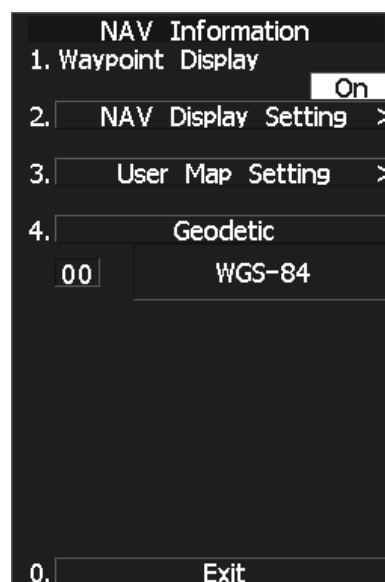 NAV Information
1. Waypoint Display
On
2. NAV Display Setting >
3. User Map Setting >
4. Geodetic
00 WGS-84
0. Exit